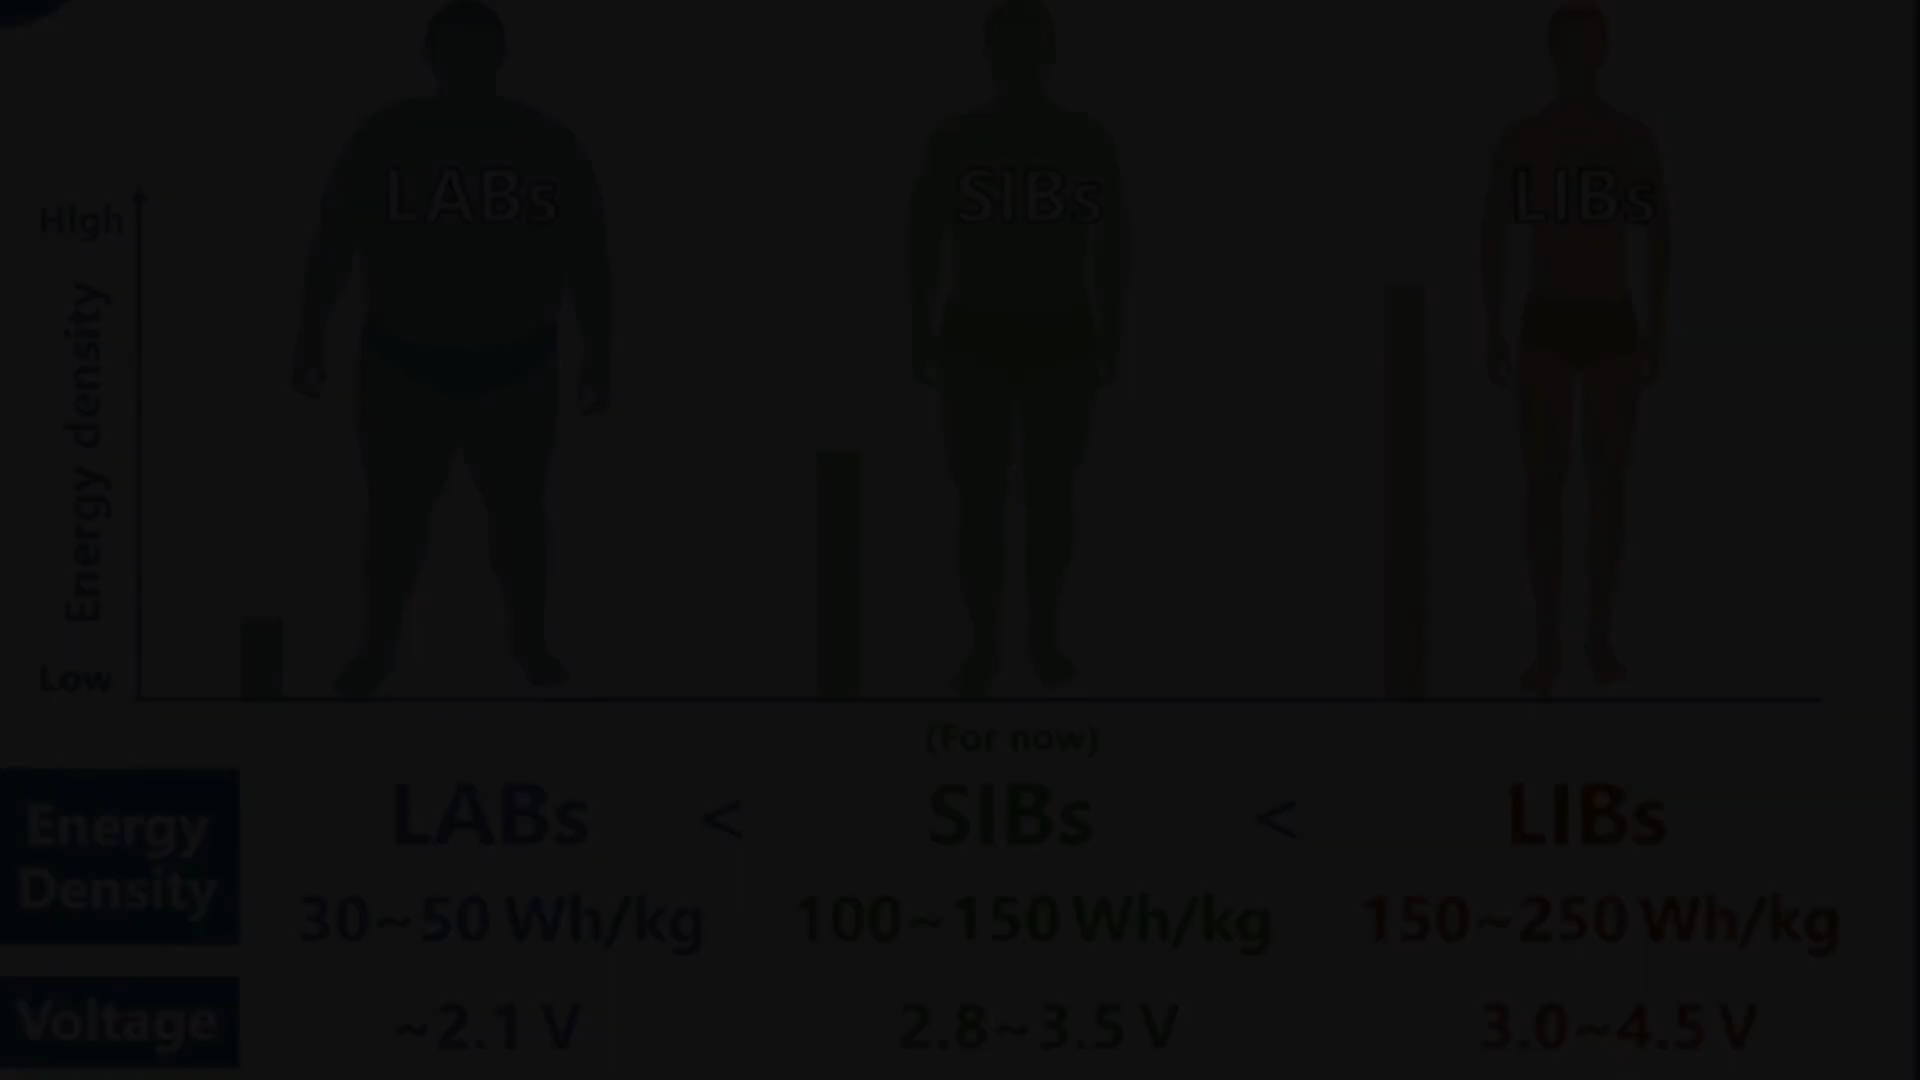 LABs SIBs LIBs
High
Energy density
Low
(For now)
Energy Density LABs < SIBs < LIBs
30~50 Wh/kg 100~150 Wh/kg 150~250 Wh/kg
Voltage ~2.1 V 2.8~3.5 V 3.0~4.5 V